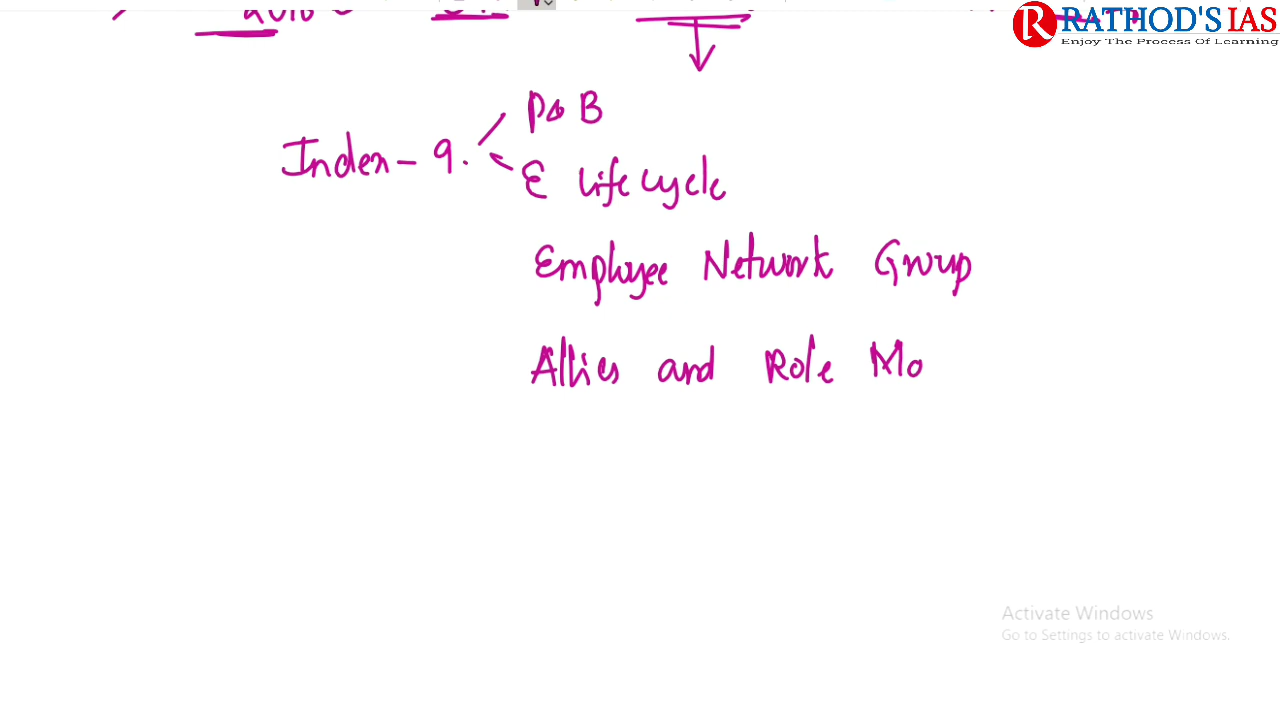 RATHOD'S IAS
Enjoy The Process Of Learning
Index - 9.
P & B
E Lifecycle
Employee Network Group
Allies and Role Mo
Activate Windows
Go to Settings to activate Windows.